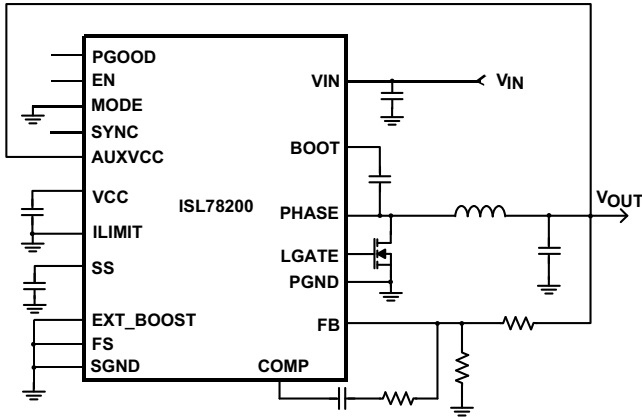 PGOOD
EN
MODE
SYNC
AUXVCC
VCC
ILIMIT
SS
EXT_BOOST
FS
SGND
ISL78200
VIN
BOOT
PHASE
LGATE
PGND
FB
COMP
VIN
VOUT